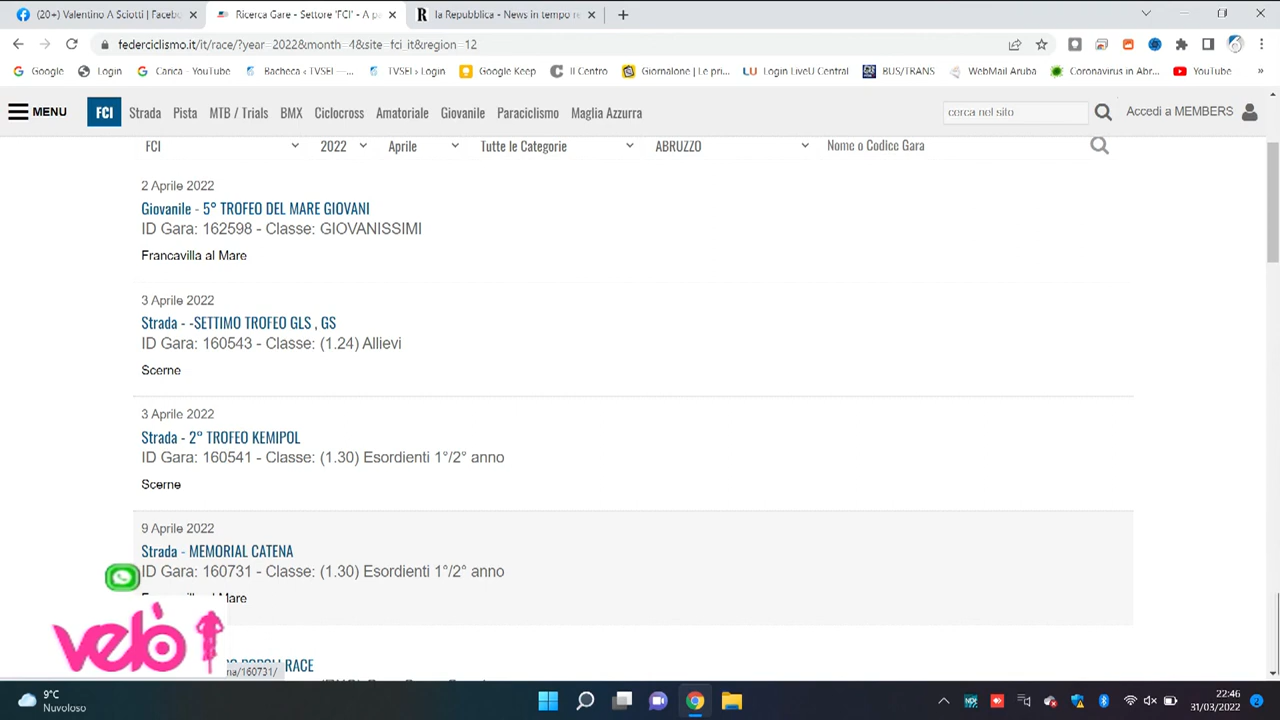 (20+) Valentino A Sciotti | Facebo
Ricerca Gare - Settore 'FCI' - A pa
la Repubblica - News in tempo re
federciclismo.it/it/race/?year=2022&month=4&site=fci_it&region=12
Google
Login
Carica - YouTube
Bacheca ‹ TVSEI —...
TVSEI › Login
Google Keep
Il Centro
Giornalone | Le pri...
LU Login LiveU Central
BUS/TRANS
WebMail Aruba
Coronavirus in Abr...
YouTube
»
MENU
FCI
Strada
Pista
MTB / Trials
BMX
Ciclocross
Amatoriale
Giovanile
Paraciclismo
Maglia Azzurra
cerca nel sito
Accedi a MEMBERS
FCI
2022
Aprile
Tutte le Categorie
ABRUZZO
Nome o Codice Gara
2 Aprile 2022
Giovanile - 5° TROFEO DEL MARE GIOVANI
ID Gara: 162598 - Classe: GIOVANISSIMI
Francavilla al Mare
3 Aprile 2022
Strada - -SETTIMO TROFEO GLS , GS
ID Gara: 160543 - Classe: (1.24) Allievi
Scerne
3 Aprile 2022
Strada - 2° TROFEO KEMIPOL
ID Gara: 160541 - Classe: (1.30) Esordienti 1°/2° anno
Scerne
9 Aprile 2022
Strada - MEMORIAL CATENA
ID Gara: 160731 - Classe: (1.30) Esordienti 1°/2° anno
Mare
velò
RACE
na/160731/
9°C
Nuvoloso
22:46
31/03/2022
2